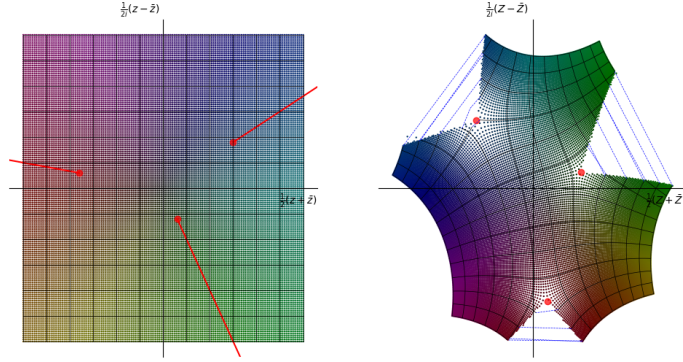 \frac{1}{2i}(z - \bar{z})
\frac{1}{2i}(Z - \bar{Z})
\frac{1}{2}(z + \bar{z})
\frac{1}{2}(Z + \bar{Z}